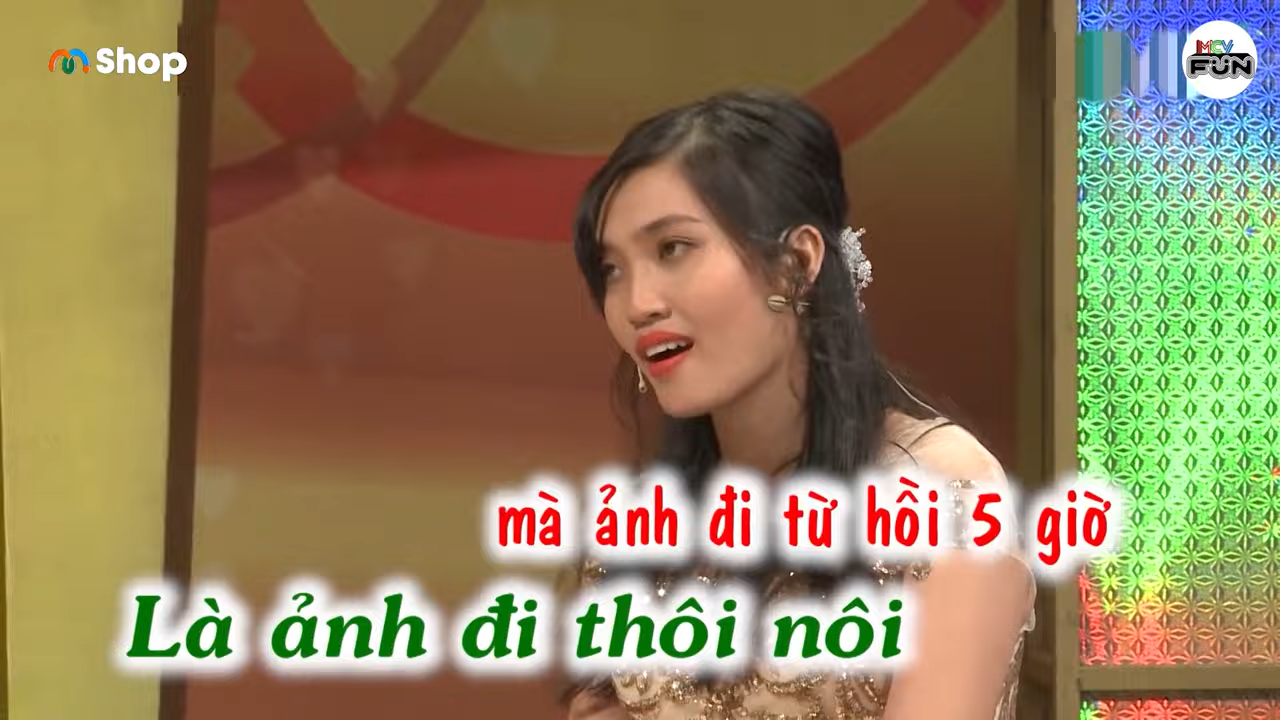 Shop
MCV
FUN
mà ảnh đi từ hồi 5 giờ
Là ảnh đi thôi nôi